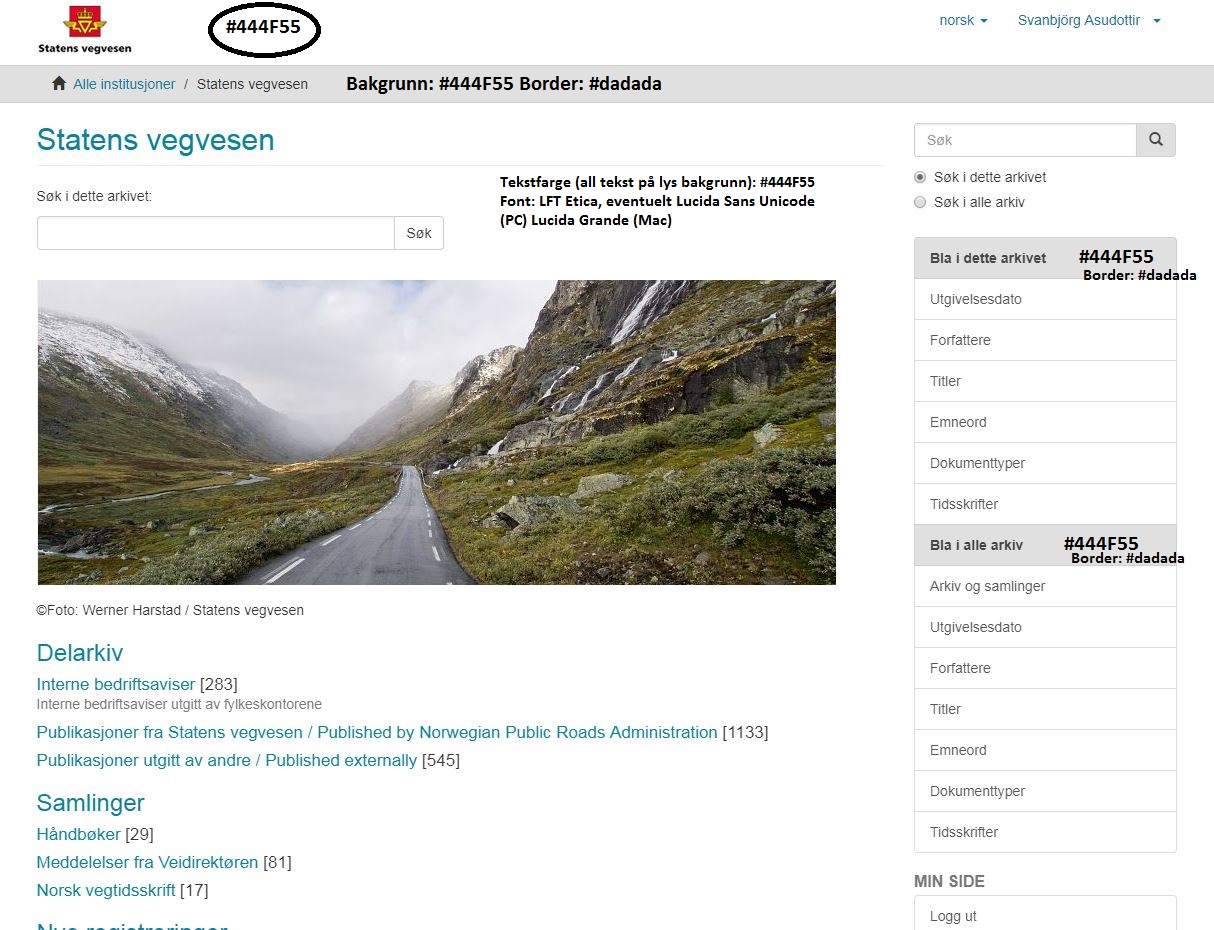 Statens vegvesen
#444F55
norsk
Svanbjörg Asudottir
Alle institusjoner / Statens vegvesen
Bakgrunn: #444F55 Border: #dadada
Statens vegvesen
Søk i dette arkivet:
Søk
Tekstfarge (all tekst på lys bakgrunn): #444F55
Font: LFT Etica, eventuelt Lucida Sans Unicode
(PC) Lucida Grande (Mac)
©Foto: Werner Harstad / Statens vegvesen
Delarkiv
Interne bedriftsaviser [283]
Interne bedriftsaviser utgitt av fylkeskontorene
Publikasjoner fra Statens vegvesen / Published by Norwegian Public Roads Administration [1133]
Publikasjoner utgitt av andre / Published externally [545]
Samlinger
Håndbøker [29]
Meddelelser fra Veidirektøren [81]
Norsk vegtidsskrift [17]
Nye registreringer
Søk
Søk i dette arkivet
Søk i alle arkiv
Bla i dette arkivet #444F55
Border: #dadada
Utgivelsesdato
Forfattere
Titler
Emneord
Dokumenttyper
Tidsskrifter
Bla i alle arkiv #444F55
Border: #dadada
Arkiv og samlinger
Utgivelsesdato
Forfattere
Titler
Emneord
Dokumenttyper
Tidsskrifter
MIN SIDE
Logg ut